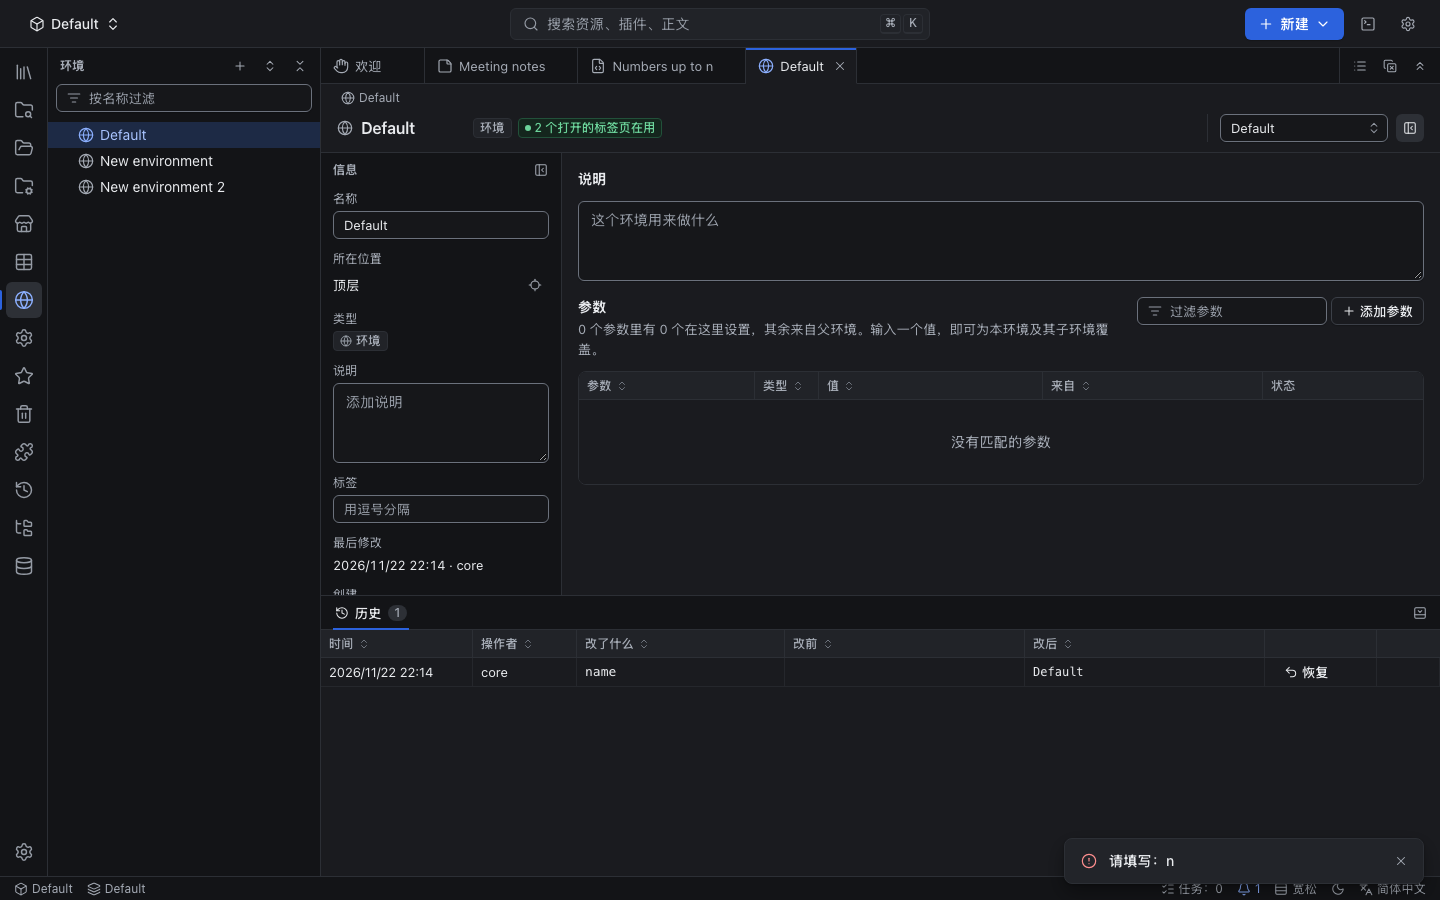 Default
搜索资源、插件、正文
⌘ K
新建
环境
按名称过滤
Default
New environment
New environment 2
欢迎
Meeting notes
Numbers up to n
Default
Default
Default
环境
2 个打开的标签页在用
Default
信息
名称
Default
所在位置
顶层
类型
环境
说明
添加说明
标签
用逗号分隔
最后修改
2026/11/22 22:14 · core
说明
这个环境用来做什么
参数
0 个参数里有 0 个在这里设置，其余来自父环境。输入一个值，即可为本环境及其子环境覆
盖。
过滤参数
添加参数
参数 类型 值 来自 状态
没有匹配的参数
历史 1
时间 操作者 改了什么 改前 改后
2026/11/22 22:14 core name Default 恢复
请填写：n
Default Default
任务：0 1 宽松 简体中文